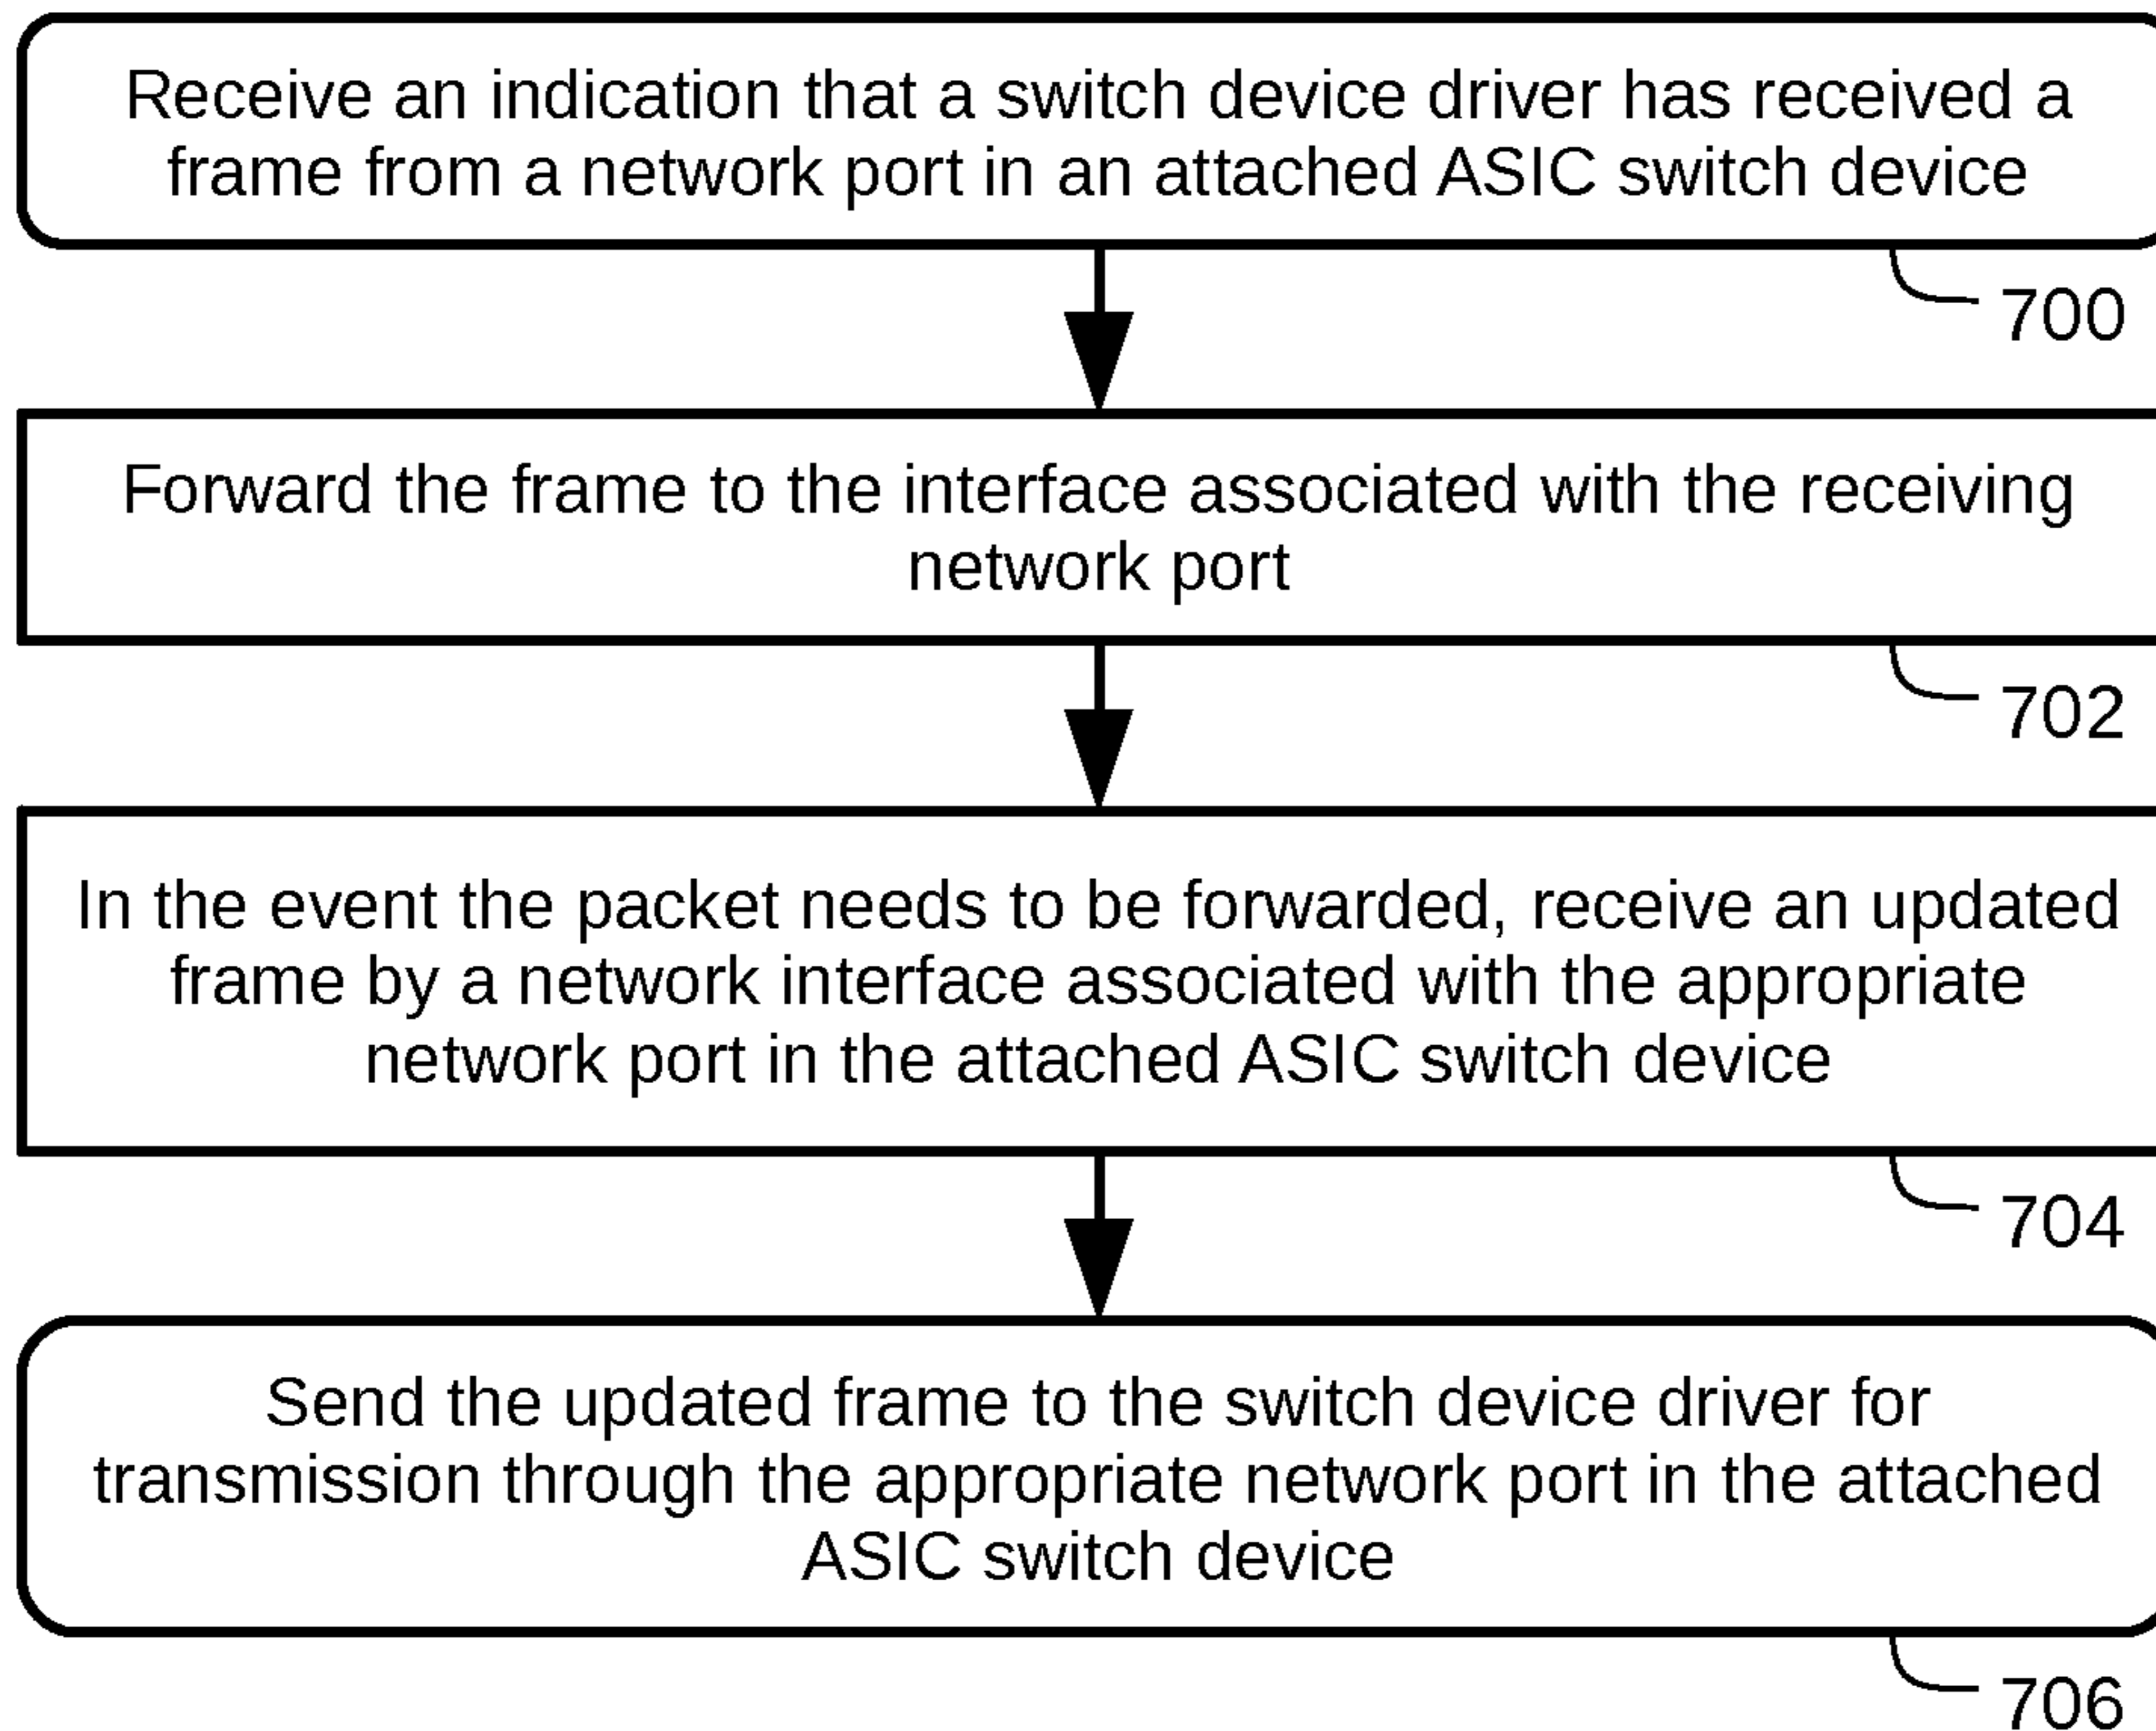 Receive an indication that a switch device driver has received a
frame from a network port in an attached ASIC switch device
700
Forward the frame to the interface associated with the receiving
network port
702
In the event the packet needs to be forwarded, receive an updated
frame by a network interface associated with the appropriate
network port in the attached ASIC switch device
704
Send the updated frame to the switch device driver for
transmission through the appropriate network port in the attached
ASIC switch device
706